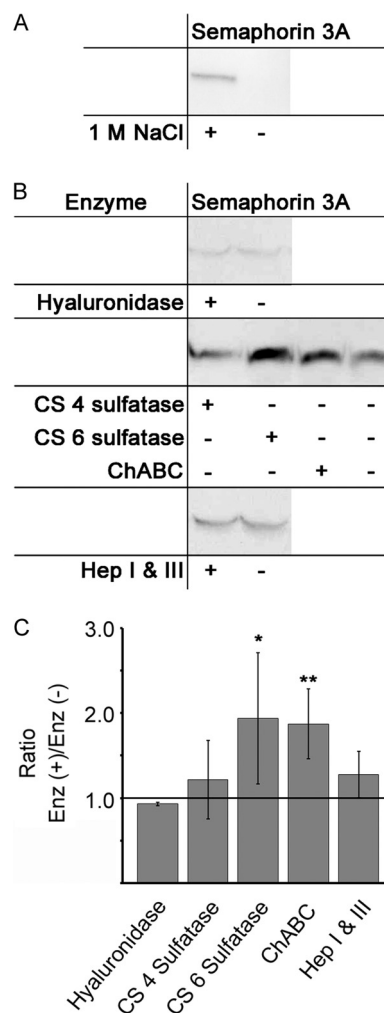 A
Semaphorin 3A
1 M NaCl + -
B
Enzyme Semaphorin 3A
Hyaluronidase + -
CS 4 sulfatase + - - -
CS 6 sulfatase - + - -
ChABC - - + -
Hep I & III + -
C
Ratio
Enz (+)/Enz (-)
3.0
2.0
1.0
*
**
Hyaluronidase
CS 4 Sulfatase
CS 6 Sulfatase
ChABC
Hep I & III